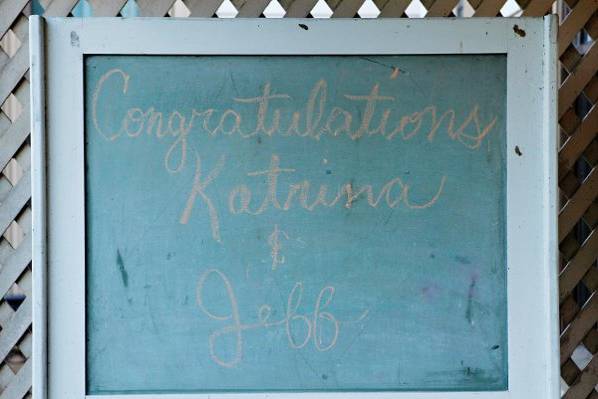 Congratulations
Katrina
&
Jeff